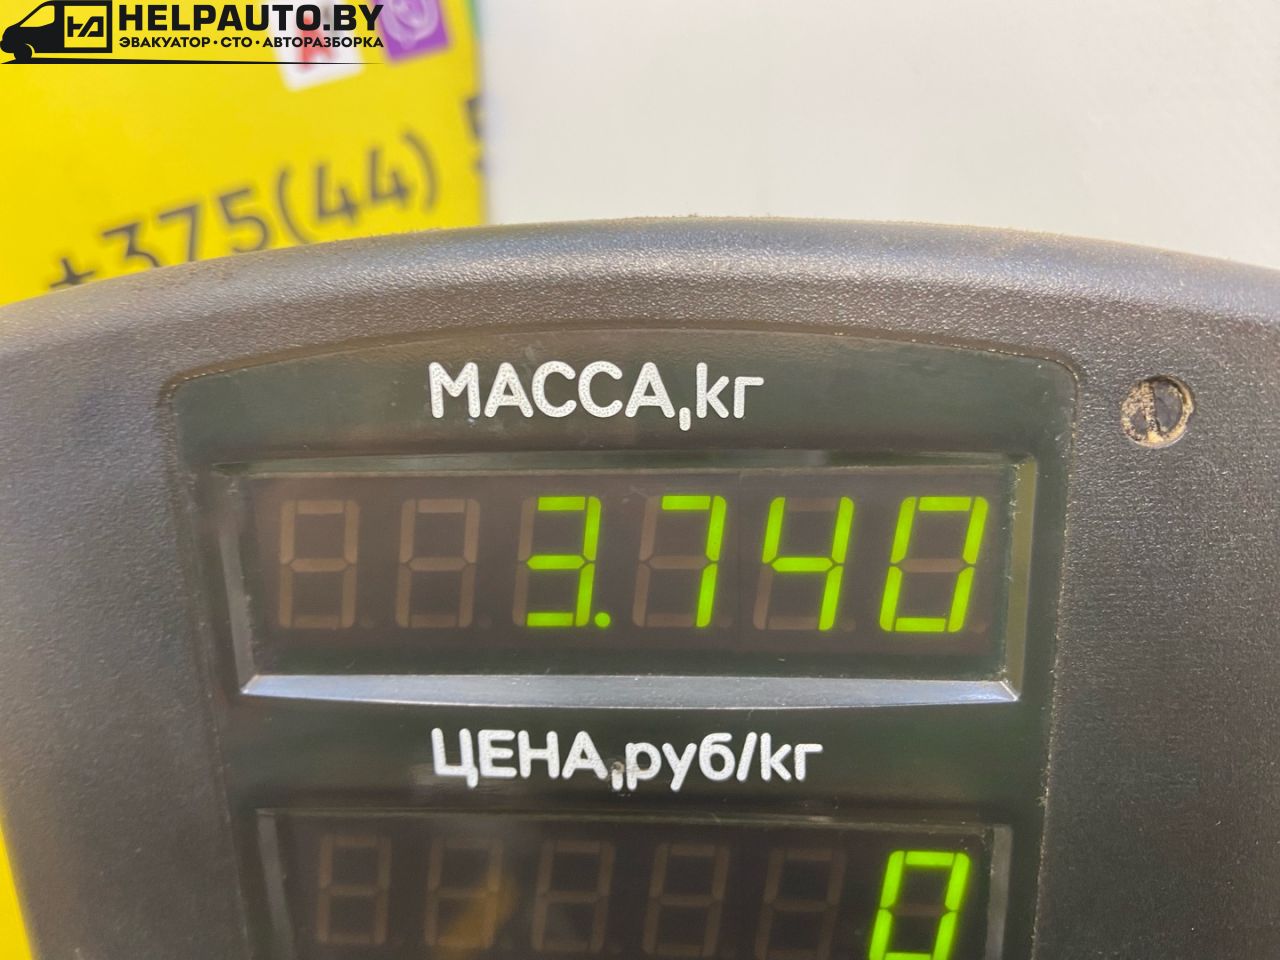 HELPAUTO.BY
ЭВАКУАТОР · СТО · АВТОРАЗБОРКА
+375(44)
МАССА,кг
3.740
ЦЕНА,руб/кг
0